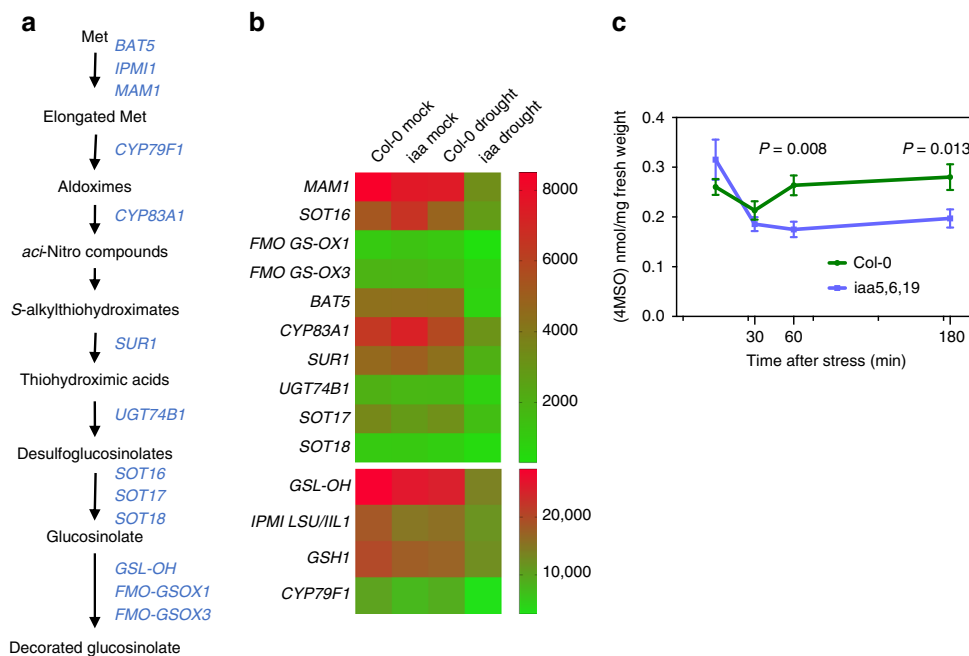 a
Met
BAT5
IPMI1
MAM1
Elongated Met
CYP79F1
Aldoximes
CYP83A1
aci-Nitro compounds
S-alkylthiohydroximates
SUR1
Thiohydroximic acids
UGT74B1
Desulfoglucosinolates
SOT16
SOT17
SOT18
Glucosinolate
GSL-OH
FMO-GSOX1
FMO-GSOX3
Decorated glucosinolate
b
Col-0 mock
iaa mock
Col-0 drought
iaa drought
MAM1
SOT16
FMO GS-OX1
FMO GS-OX3
BAT5
CYP83A1
SUR1
UGT74B1
SOT17
SOT18
8000
6000
4000
2000
GSL-OH
IPMI LSU/IIL1
GSH1
CYP79F1
20,000
10,000
c
(4MSO) nmol/mg fresh weight
0.4
0.3
0.2
0.1
0.0
P = 0.008
P = 0.013
Col-0
iaa5,6,19
30
60
180
Time after stress (min)